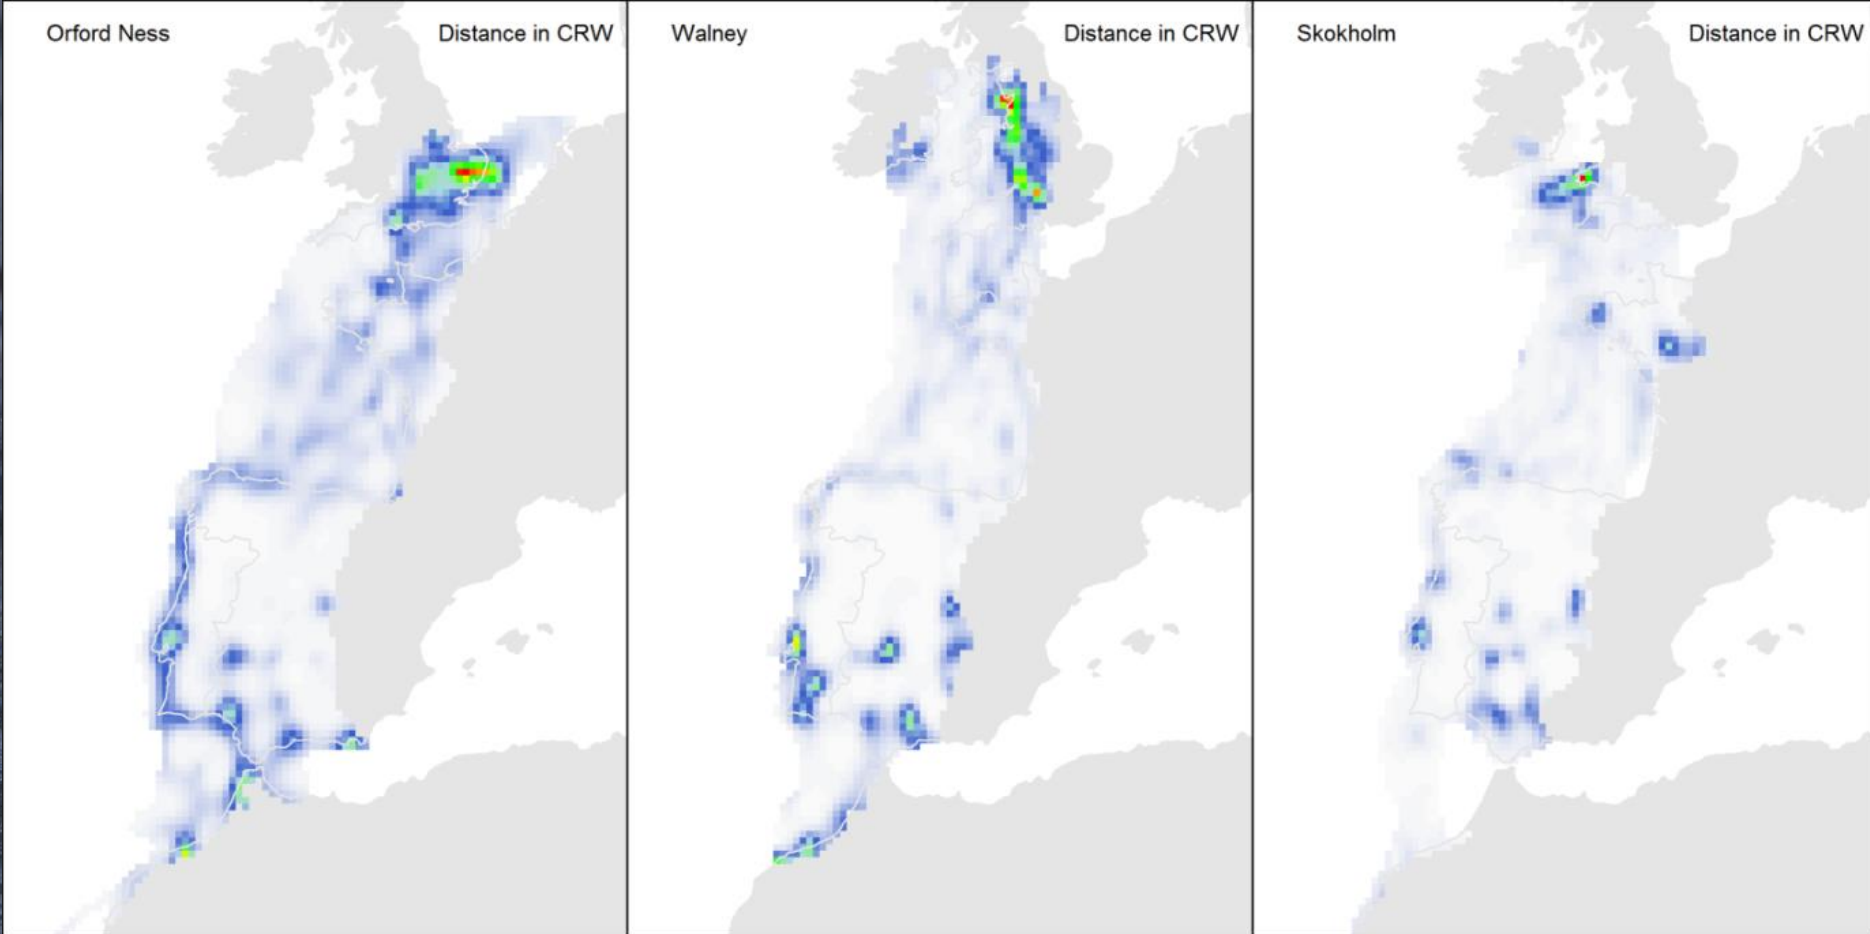 Orford Ness
Distance in CRW
Walney
Distance in CRW
Skokholm
Distance in CRW